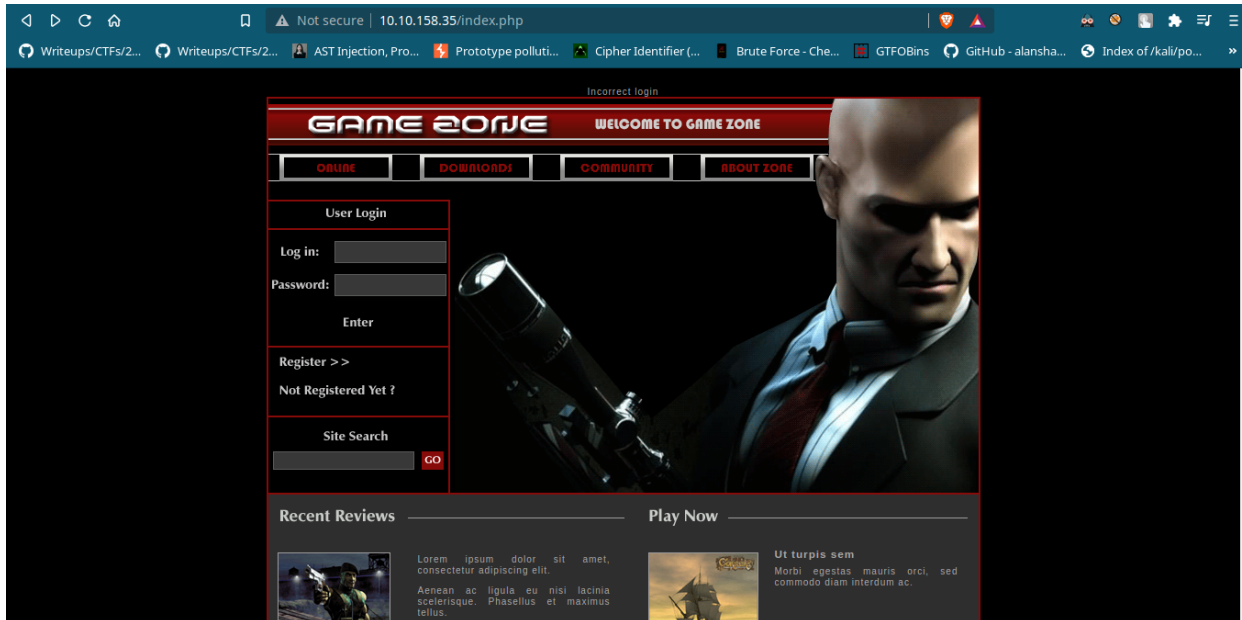 Not secure | 10.10.158.35/index.php
Writeups/CTFs/2... Writeups/CTFs/2... AST Injection, Pro... Prototype polluti... Cipher Identifier (... Brute Force - Che... GTFOBins GitHub - alansha... Index of /kali/po... »
Incorrect login
GAME ZONE WELCOME TO GAME ZONE
ONLINE DOWNLOADS COMMUNITY ABOUT ZONE
User Login
Log in:
Password:
Enter
Register >>
Not Registered Yet ?
Site Search
GO
Recent Reviews
Lorem ipsum dolor sit amet,
consectetur adipiscing elit.
Aenean ac ligula eu nisi lacinia
scelerisque. Phasellus et maximus
tellus.
Play Now
Ut turpis sem
Morbi egestas mauris orci, sed
commodo diam interdum ac.